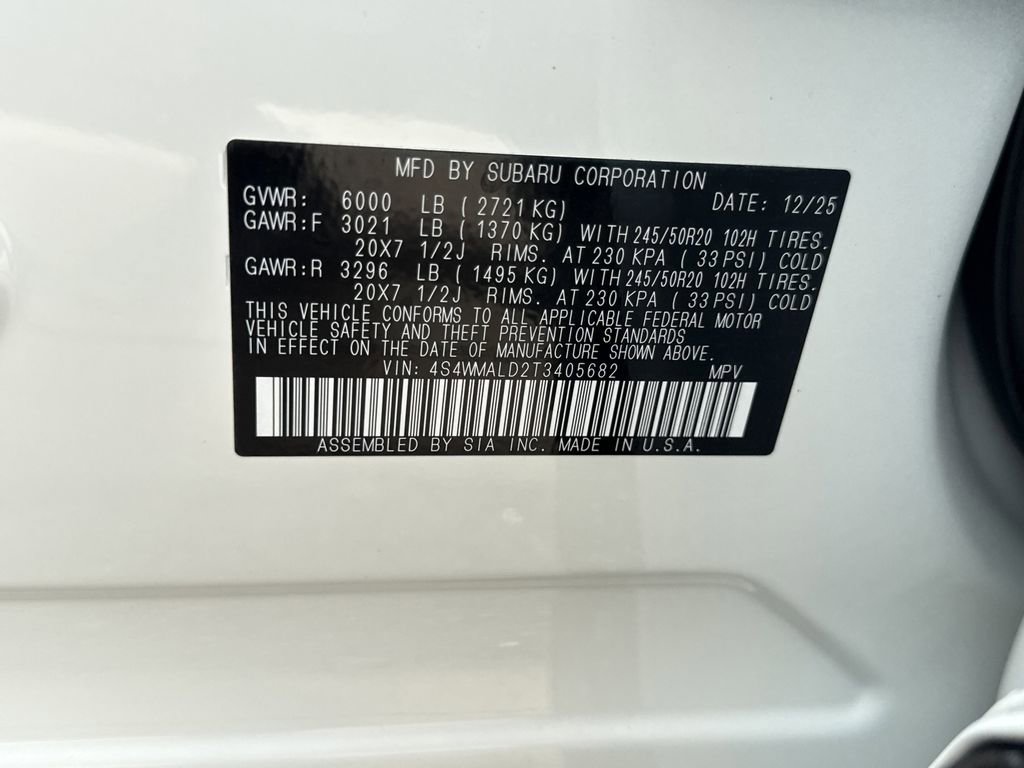 MFD BY SUBARU CORPORATION
GVWR: 6000 LB ( 2721 KG) DATE: 12/25
GAWR:F 3021 LB ( 1370 KG) WITH 245/50R20 102H TIRES.
20X7 1/2J RIMS. AT 230 KPA ( 33 PSI) COLD
GAWR:R 3296 LB ( 1495 KG) WITH 245/50R20 102H TIRES.
20X7 1/2J RIMS. AT 230 KPA ( 33 PSI) COLD
THIS VEHICLE CONFORMS TO ALL APPLICABLE FEDERAL MOTOR
VEHICLE SAFETY AND THEFT PREVENTION STANDARDS
IN EFFECT ON THE DATE OF MANUFACTURE SHOWN ABOVE.
VIN: 4S4WMALD2T3405682 MPV
ASSEMBLED BY SIA INC. MADE IN U.S.A.